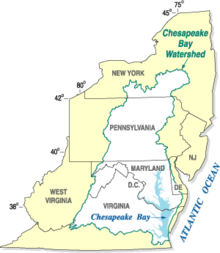 75°
45°
Chesapeake
Bay
Watershed
NEW YORK
80°
42°
PENNSYLVANIA
40°
NJ
MARYLAND
D.C.
DE
WEST
VIRGINIA
VIRGINIA
38°
Chesapeake Bay
ATLANTIC OCEAN